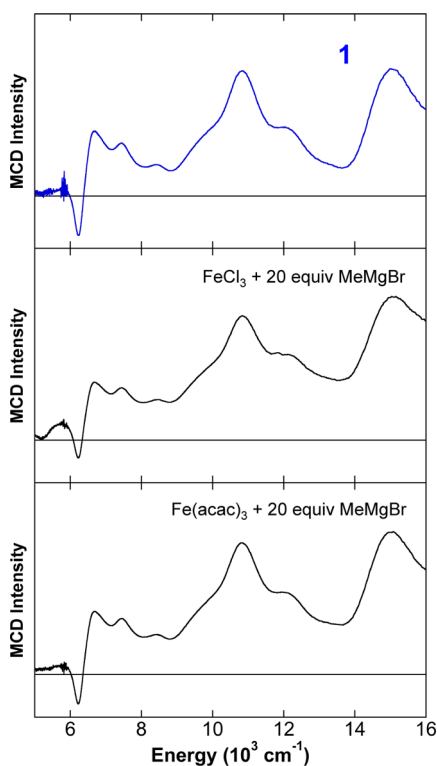 1
MCD Intensity
FeCl₃ + 20 equiv MeMgBr
MCD Intensity
Fe(acac)₃ + 20 equiv MeMgBr
MCD Intensity
6 8 10 12 14 16
Energy (10³ cm⁻¹)